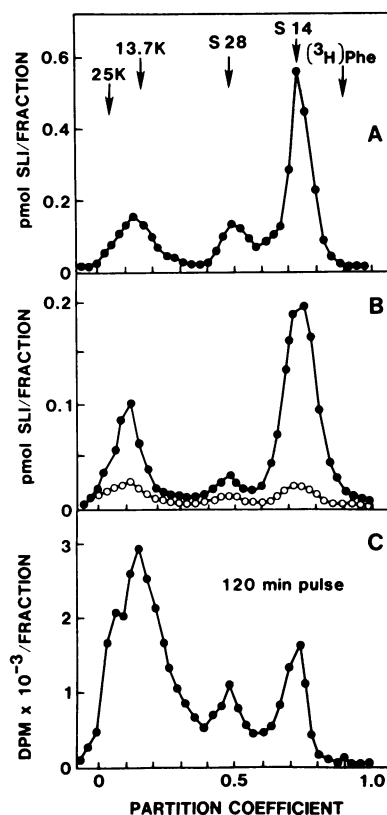 S 14
13.7K
S 28
(³H)Phe
25K
0.6
A
0.4
pmol SLI/FRACTION
0.2
0
0.2
B
pmol SLI/FRACTION
0.1
0
3
C
120 min pulse
2
DPM x 10⁻³/FRACTION
1
0
0
0.5
1.0
PARTITION COEFFICIENT